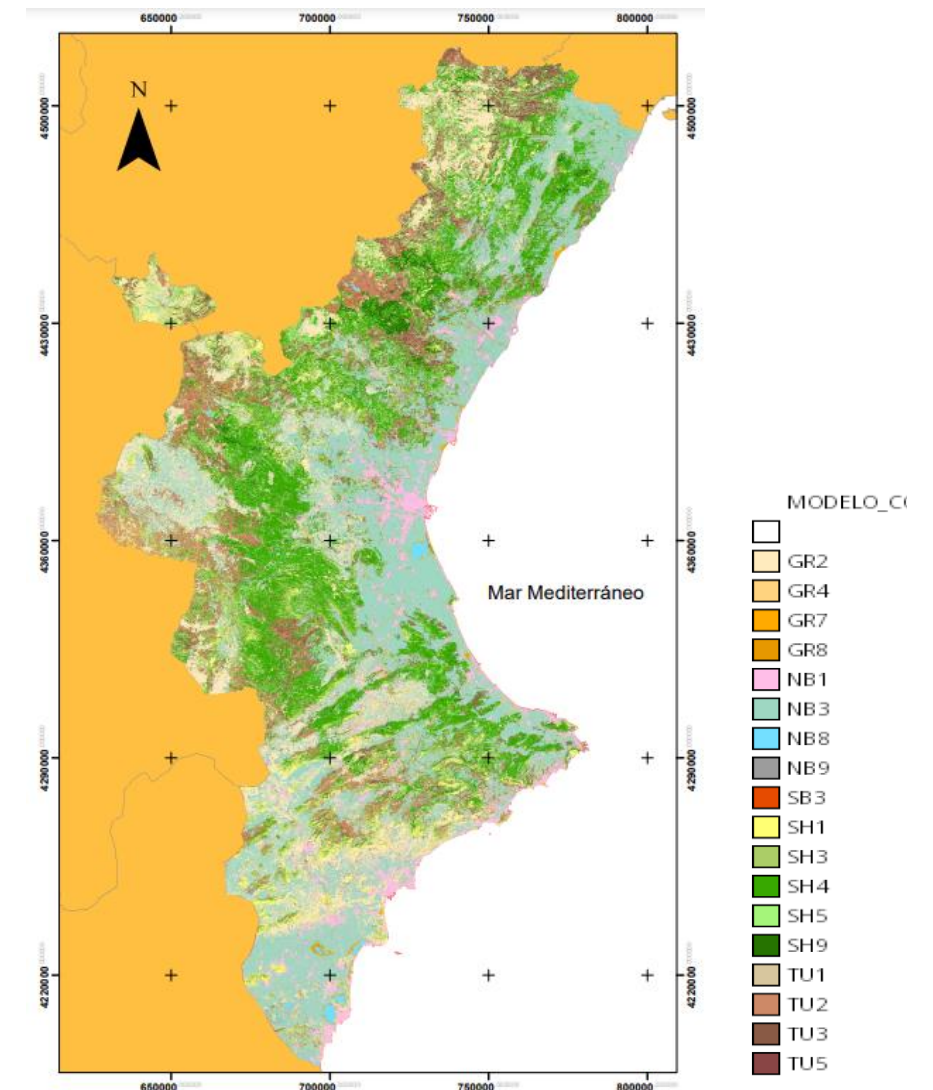 650000 700000 750000 800000
N
4500000 4500000
4430000 4430000
4360000 4360000
Mar Mediterráneo
4290000 4290000
4220000 4220000
650000 700000 750000 800000
MODELO_C
GR2
GR4
GR7
GR8
NB1
NB3
NB8
NB9
SB3
SH1
SH3
SH4
SH5
SH9
TU1
TU2
TU3
TU5